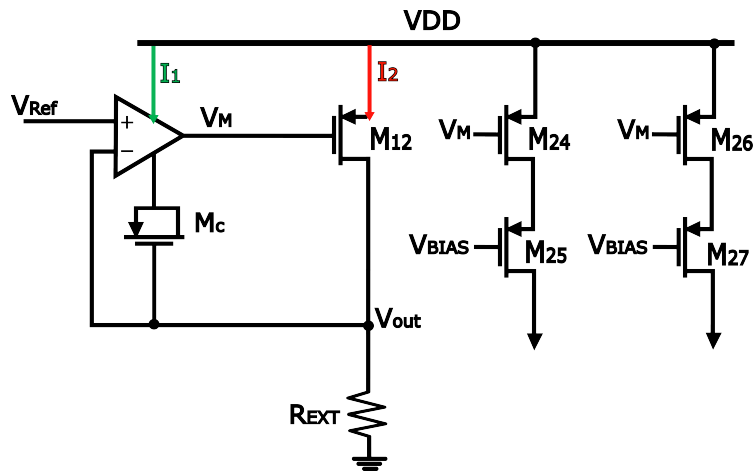 VDD
I1
I2
VRef
+
−
VM
M12
VM
M24
VM
M26
Mc
VBIAS
M25
VBIAS
M27
Vout
REXT